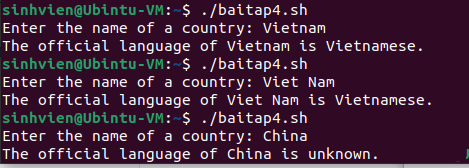 sinhvien@Ubintu-VM:~$ ./baitap4.sh
Enter the name of a country: Vietnam
The official language of Vietnam is Vietnamese.
sinhvien@Ubintu-VM:~$ ./baitap4.sh
Enter the name of a country: Viet Nam
The official language of Viet Nam is Vietnamese.
sinhvien@Ubintu-VM:~$ ./baitap4.sh
Enter the name of a country: China
The official language of China is unknown.